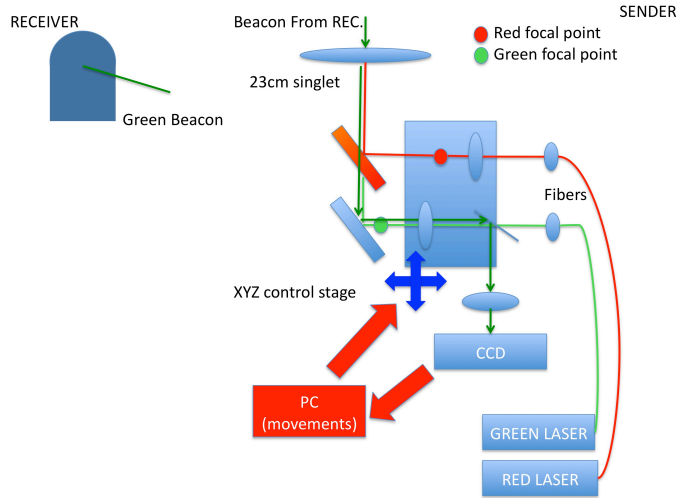 RECEIVER
Green Beacon
SENDER
Beacon From REC.
Red focal point
Green focal point
23cm singlet
Fibers
XYZ control stage
CCD
PC
(movements)
GREEN LASER
RED LASER